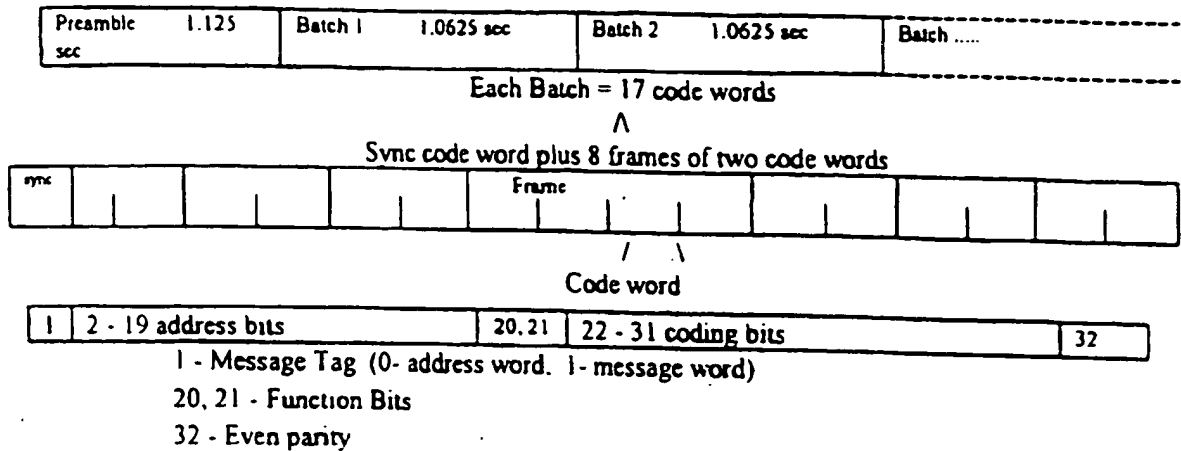 Preamble 1.125 sec Batch 1 1.0625 sec Batch 2 1.0625 sec Batch .....
Each Batch = 17 code words
Λ
Sync code word plus 8 frames of two code words
sync Frame
/ \
Code word
1 2 - 19 address bits 20, 21 22 - 31 coding bits 32
1 - Message Tag (0- address word. 1- message word)
20, 21 - Function Bits
32 - Even parity